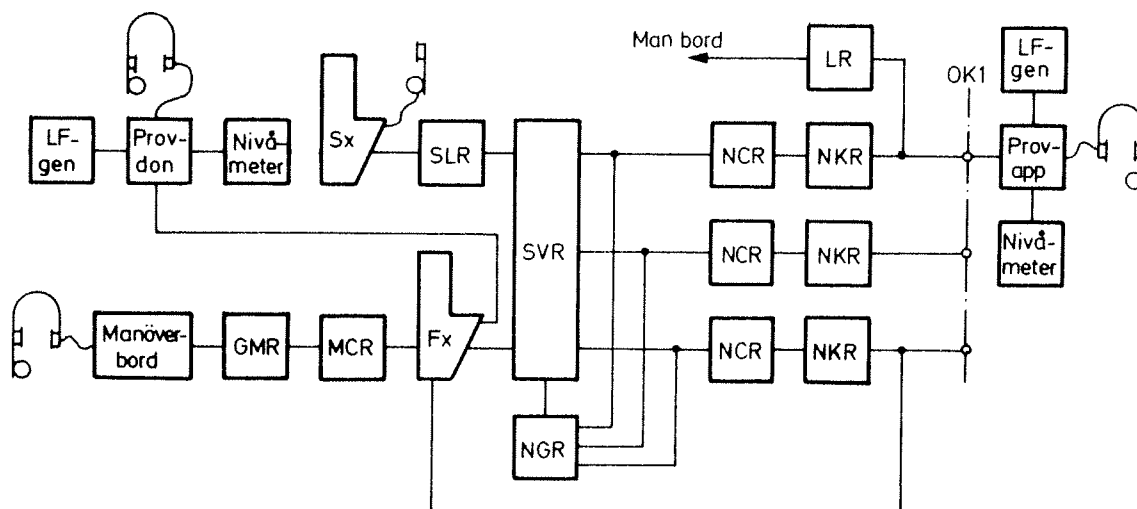 Man bord
LR
OK1
LF-
gen
LF-
gen
Prov-
don
Nivå-
meter
Sx
SLR
NCR
NKR
Prov-
app
SVR
NCR
NKR
Nivå-
meter
Manöver-
bord
GMR
MCR
Fx
NCR
NKR
NGR